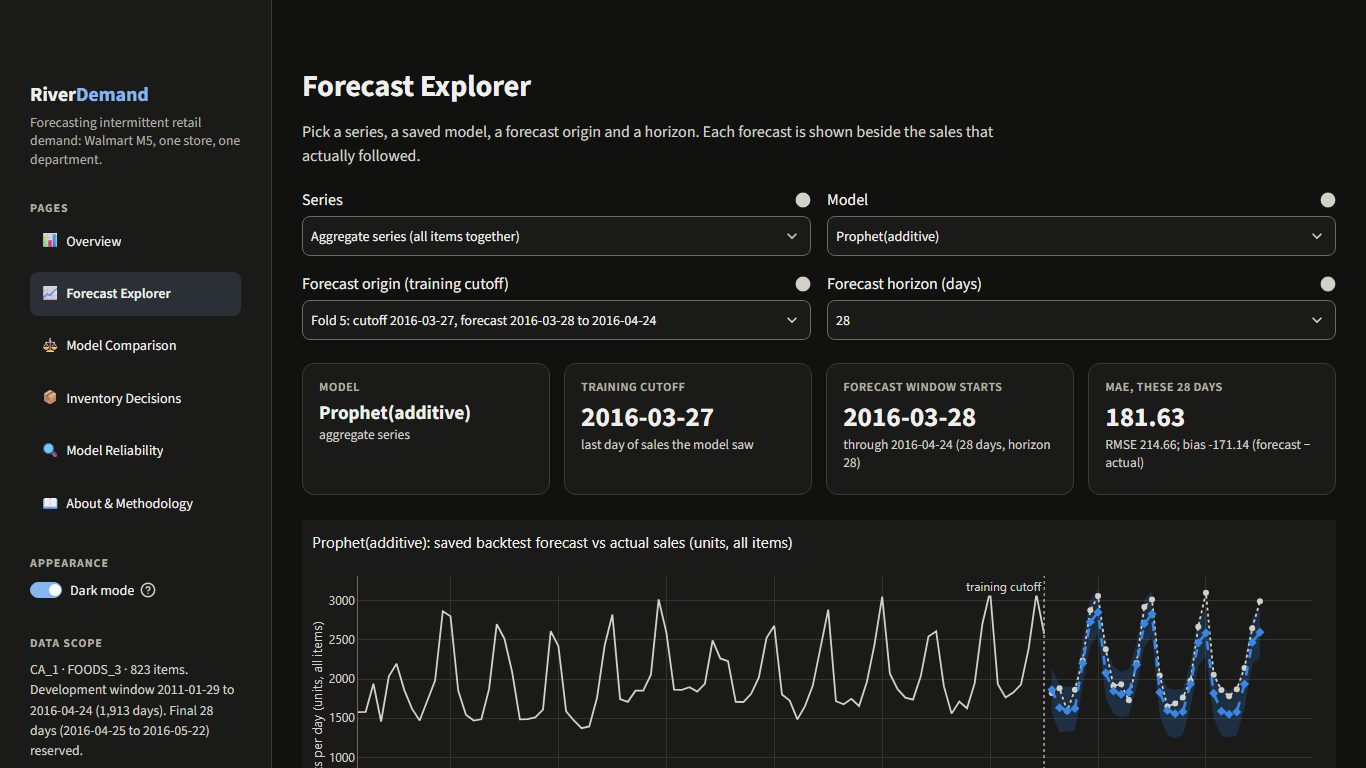 RiverDemand
Forecasting intermittent retail
demand: Walmart M5, one store, one
department.
PAGES
Overview
Forecast Explorer
Model Comparison
Inventory Decisions
Model Reliability
About & Methodology
APPEARANCE
Dark mode
DATA SCOPE
CA_1 · FOODS_3 · 823 items.
Development window 2011-01-29 to
2016-04-24 (1,913 days). Final 28
days (2016-04-25 to 2016-05-22)
reserved.
Forecast Explorer
Pick a series, a saved model, a forecast origin and a horizon. Each forecast is shown beside the sales that
actually followed.
Series
Aggregate series (all items together)
Model
Prophet(additive)
Forecast origin (training cutoff)
Fold 5: cutoff 2016-03-27, forecast 2016-03-28 to 2016-04-24
Forecast horizon (days)
28
MODEL
Prophet(additive)
aggregate series
TRAINING CUTOFF
2016-03-27
last day of sales the model saw
FORECAST WINDOW STARTS
2016-03-28
through 2016-04-24 (28 days, horizon
28)
MAE, THESE 28 DAYS
181.63
RMSE 214.66; bias -171.14 (forecast −
actual)
Prophet(additive): saved backtest forecast vs actual sales (units, all items)
training cutoff
3000
2500
2000
1500
1000
per day (units, all items)